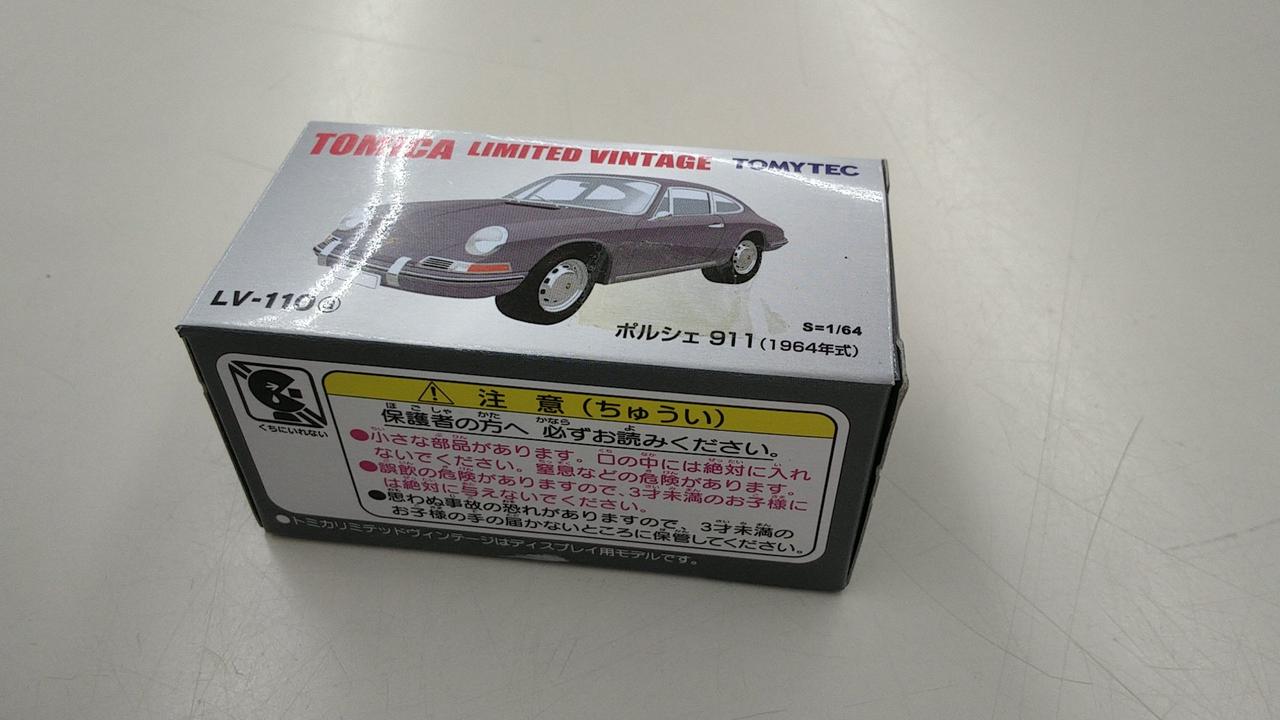 TOMICA LIMITED VINTAGE TOMYTEC
LV-110ⓐ
ポルシェ 911(1964年式)
S=1/64
くちにいれない
注 意(ちゅうい)
保護者の方へ 必ずお読みください。
●小さな部品があります。口の中には絶対に入れ
ないでください。窒息などの危険があります。
●誤飲の危険がありますので、3才未満のお子様に
は絶対に与えないでください。
●思わぬ事故の恐れがありますので、3才未満の
お子様の手の届かないところに保管してください。
●トミカリミテッドヴィンテージはディスプレイ用モデルです。